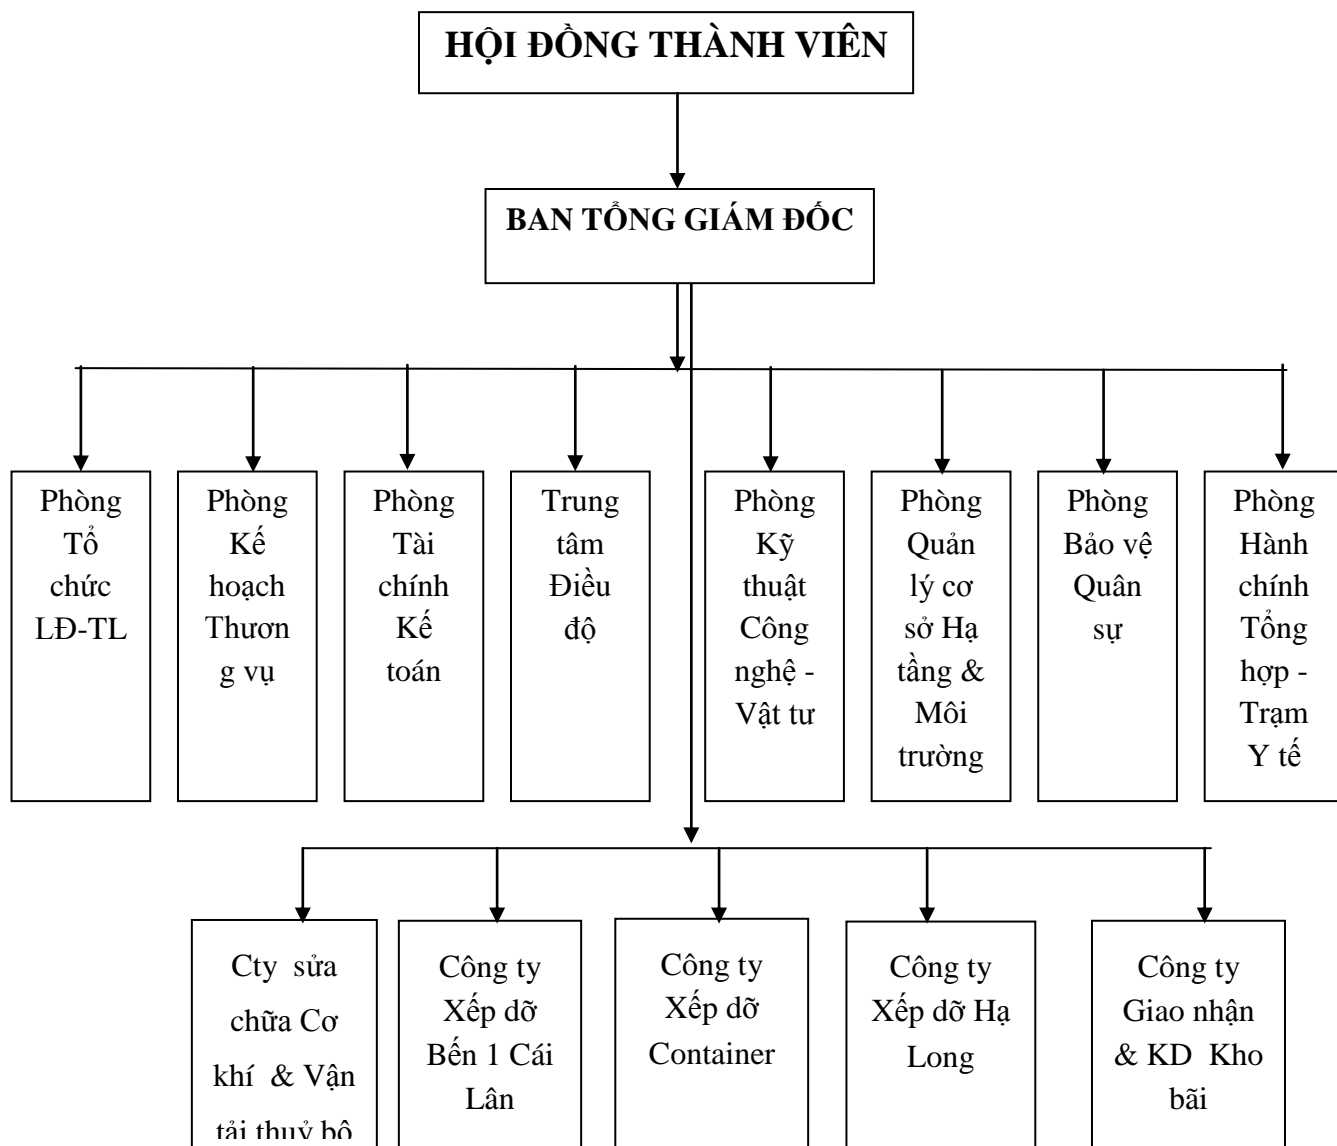 HỘI ĐỒNG THÀNH VIÊN
BAN TỔNG GIÁM ĐỐC
Phòng
Tổ
chức
LĐ-TL
Phòng
Kế
hoạch
Thươn
g vụ
Phòng
Tài
chính
Kế
toán
Trung
tâm
Điều
độ
Phòng
Kỹ
thuật
Công
nghệ -
Vật tư
Phòng
Quản
lý cơ
sở Hạ
tầng &
Môi
trường
Phòng
Bảo vệ
Quân
sự
Phòng
Hành
chính
Tổng
hợp -
Trạm
Y tế
Cty sửa
chữa Cơ
khí & Vận
tải thuỷ bộ
Công ty
Xếp dỡ
Bến 1 Cái
Lân
Công ty
Xếp dỡ
Container
Công ty
Xếp dỡ Hạ
Long
Công ty
Giao nhận
& KD Kho
bãi